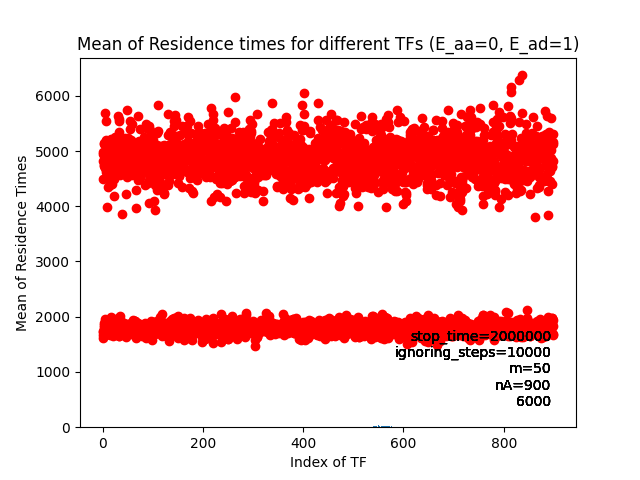 Mean of Residence times for different TFs (E_aa=0, E_ad=1)
Mean of Residence Times
6000
5000
4000
3000
2000
1000
0
stop_time=2000000
ignoring_steps=10000
m=50
nA=900
6000
0
200
400
600
800
Index of TF